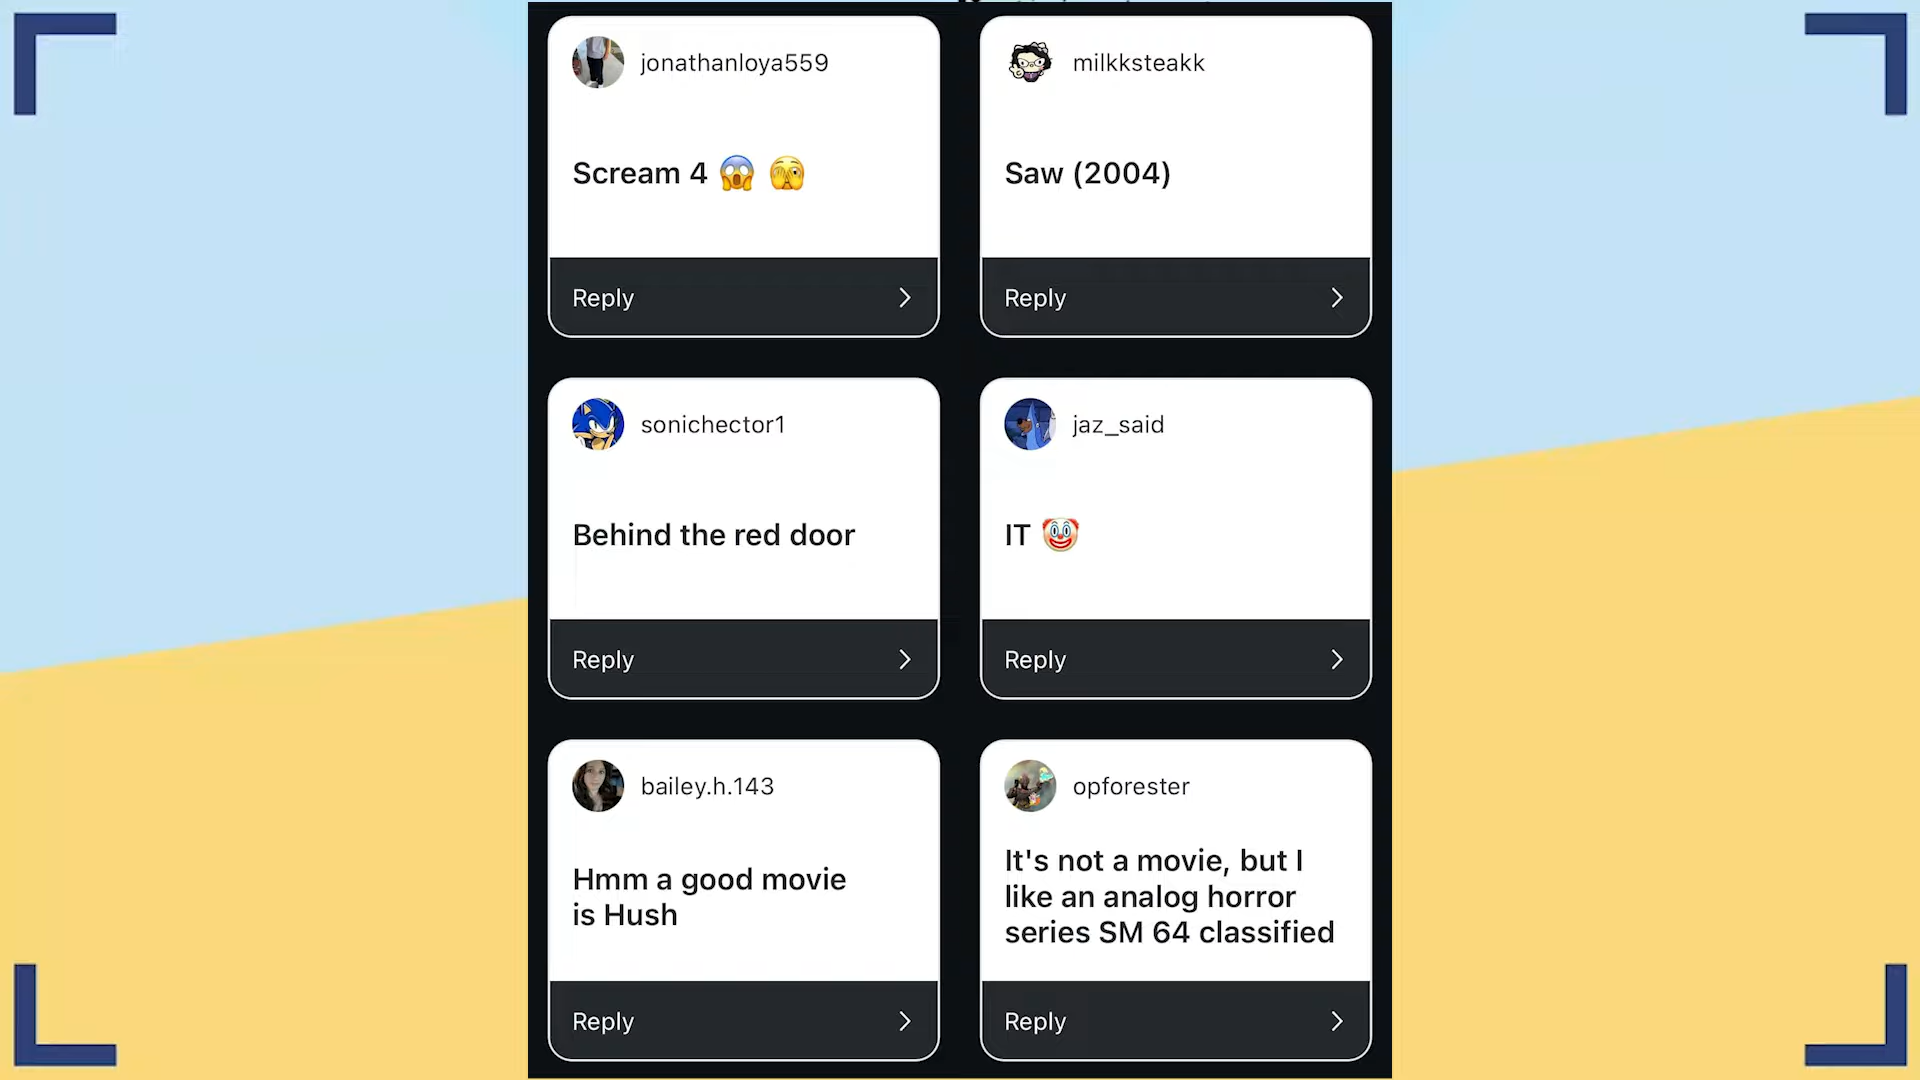 jonathanloya559
Scream 4 😱 🫣
Reply
milkksteakk
Saw (2004)
Reply
sonichector1
Behind the red door
Reply
jaz_said
IT 🤡
Reply
bailey.h.143
Hmm a good movie
is Hush
Reply
opforester
It's not a movie, but I
like an analog horror
series SM 64 classified
Reply